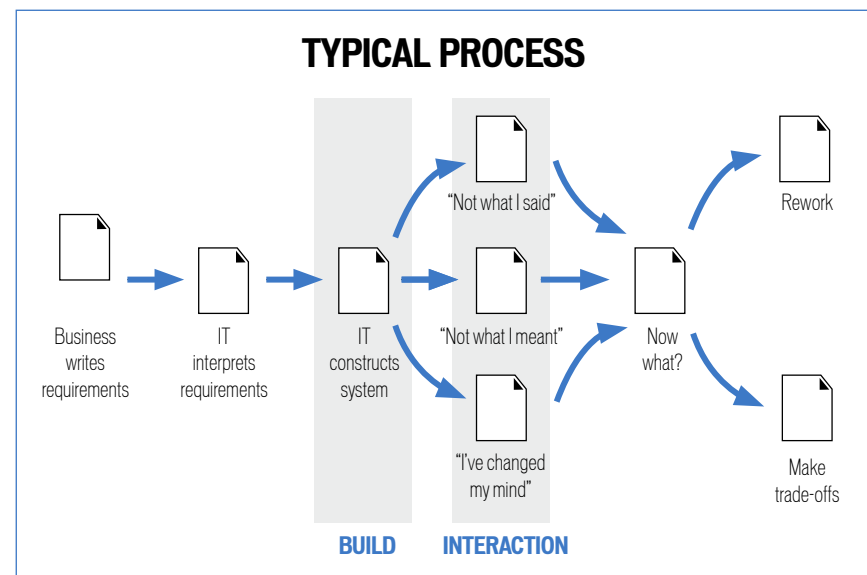 TYPICAL PROCESS
Business
writes
requirements
IT
interprets
requirements
IT
constructs
system
“Not what I said”
“Not what I meant”
“I’ve changed
my mind”
Now
what?
Rework
Make
trade-offs
BUILD
INTERACTION